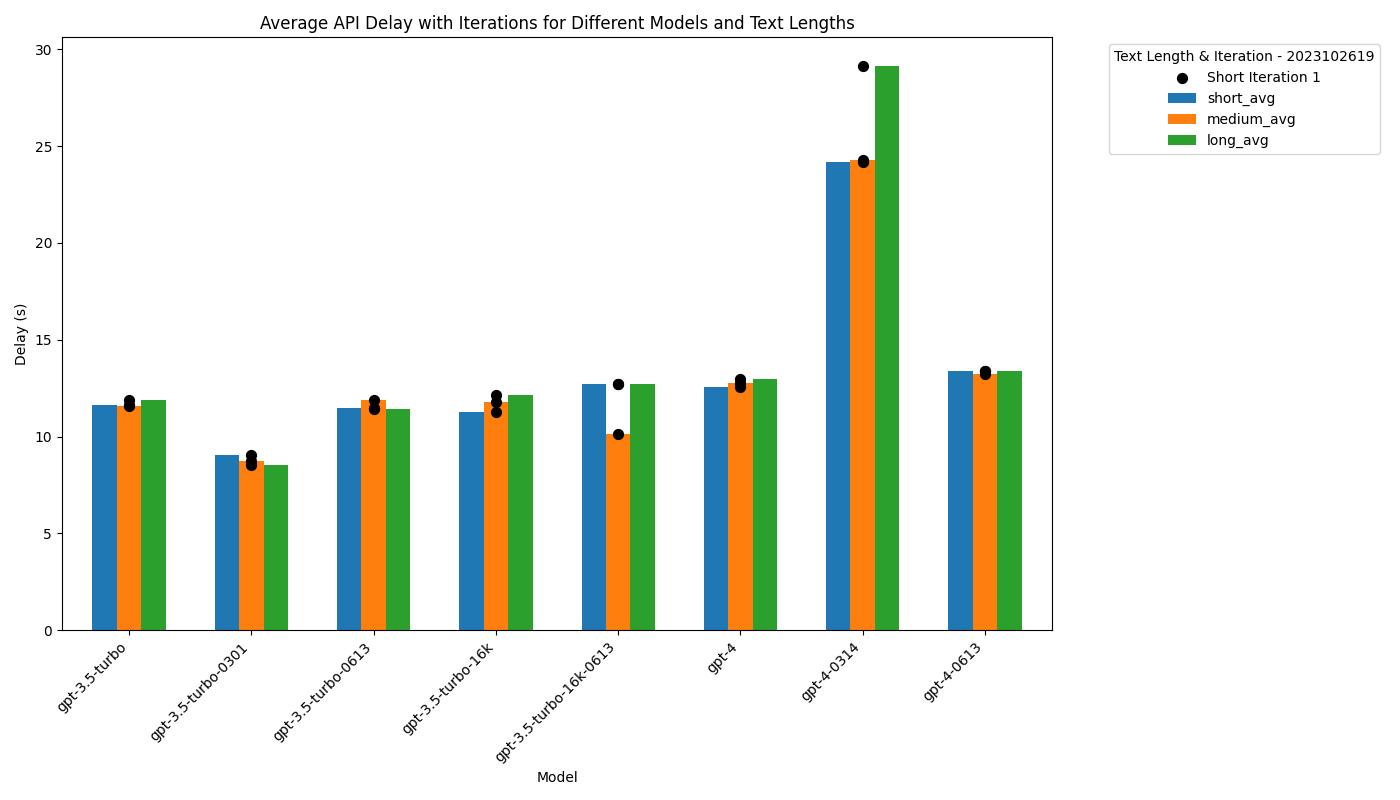 Average API Delay with Iterations for Different Models and Text Lengths
Text Length & Iteration - 2023102619
Short Iteration 1
short_avg
medium_avg
long_avg
Delay (s)
30
25
20
15
10
5
0
gpt-3.5-turbo
gpt-3.5-turbo-0301
gpt-3.5-turbo-0613
gpt-3.5-turbo-16k
gpt-3.5-turbo-16k-0613
gpt-4
gpt-4-0314
gpt-4-0613
Model